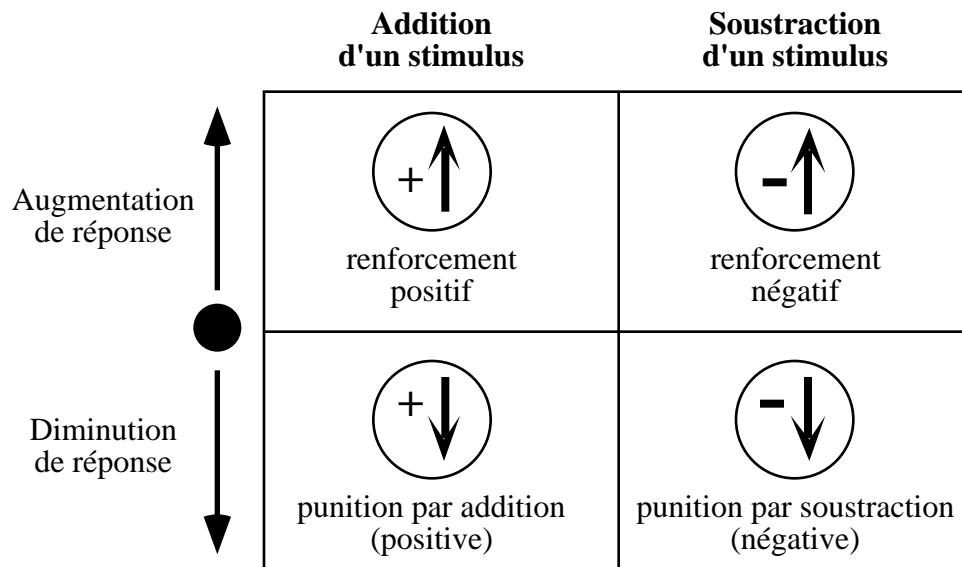 Addition
d'un stimulus
Soustraction
d'un stimulus
Augmentation
de réponse
+
renforcement
positif
-
renforcement
négatif
Diminution
de réponse
+
punition par addition
(positive)
-
punition par soustraction
(négative)